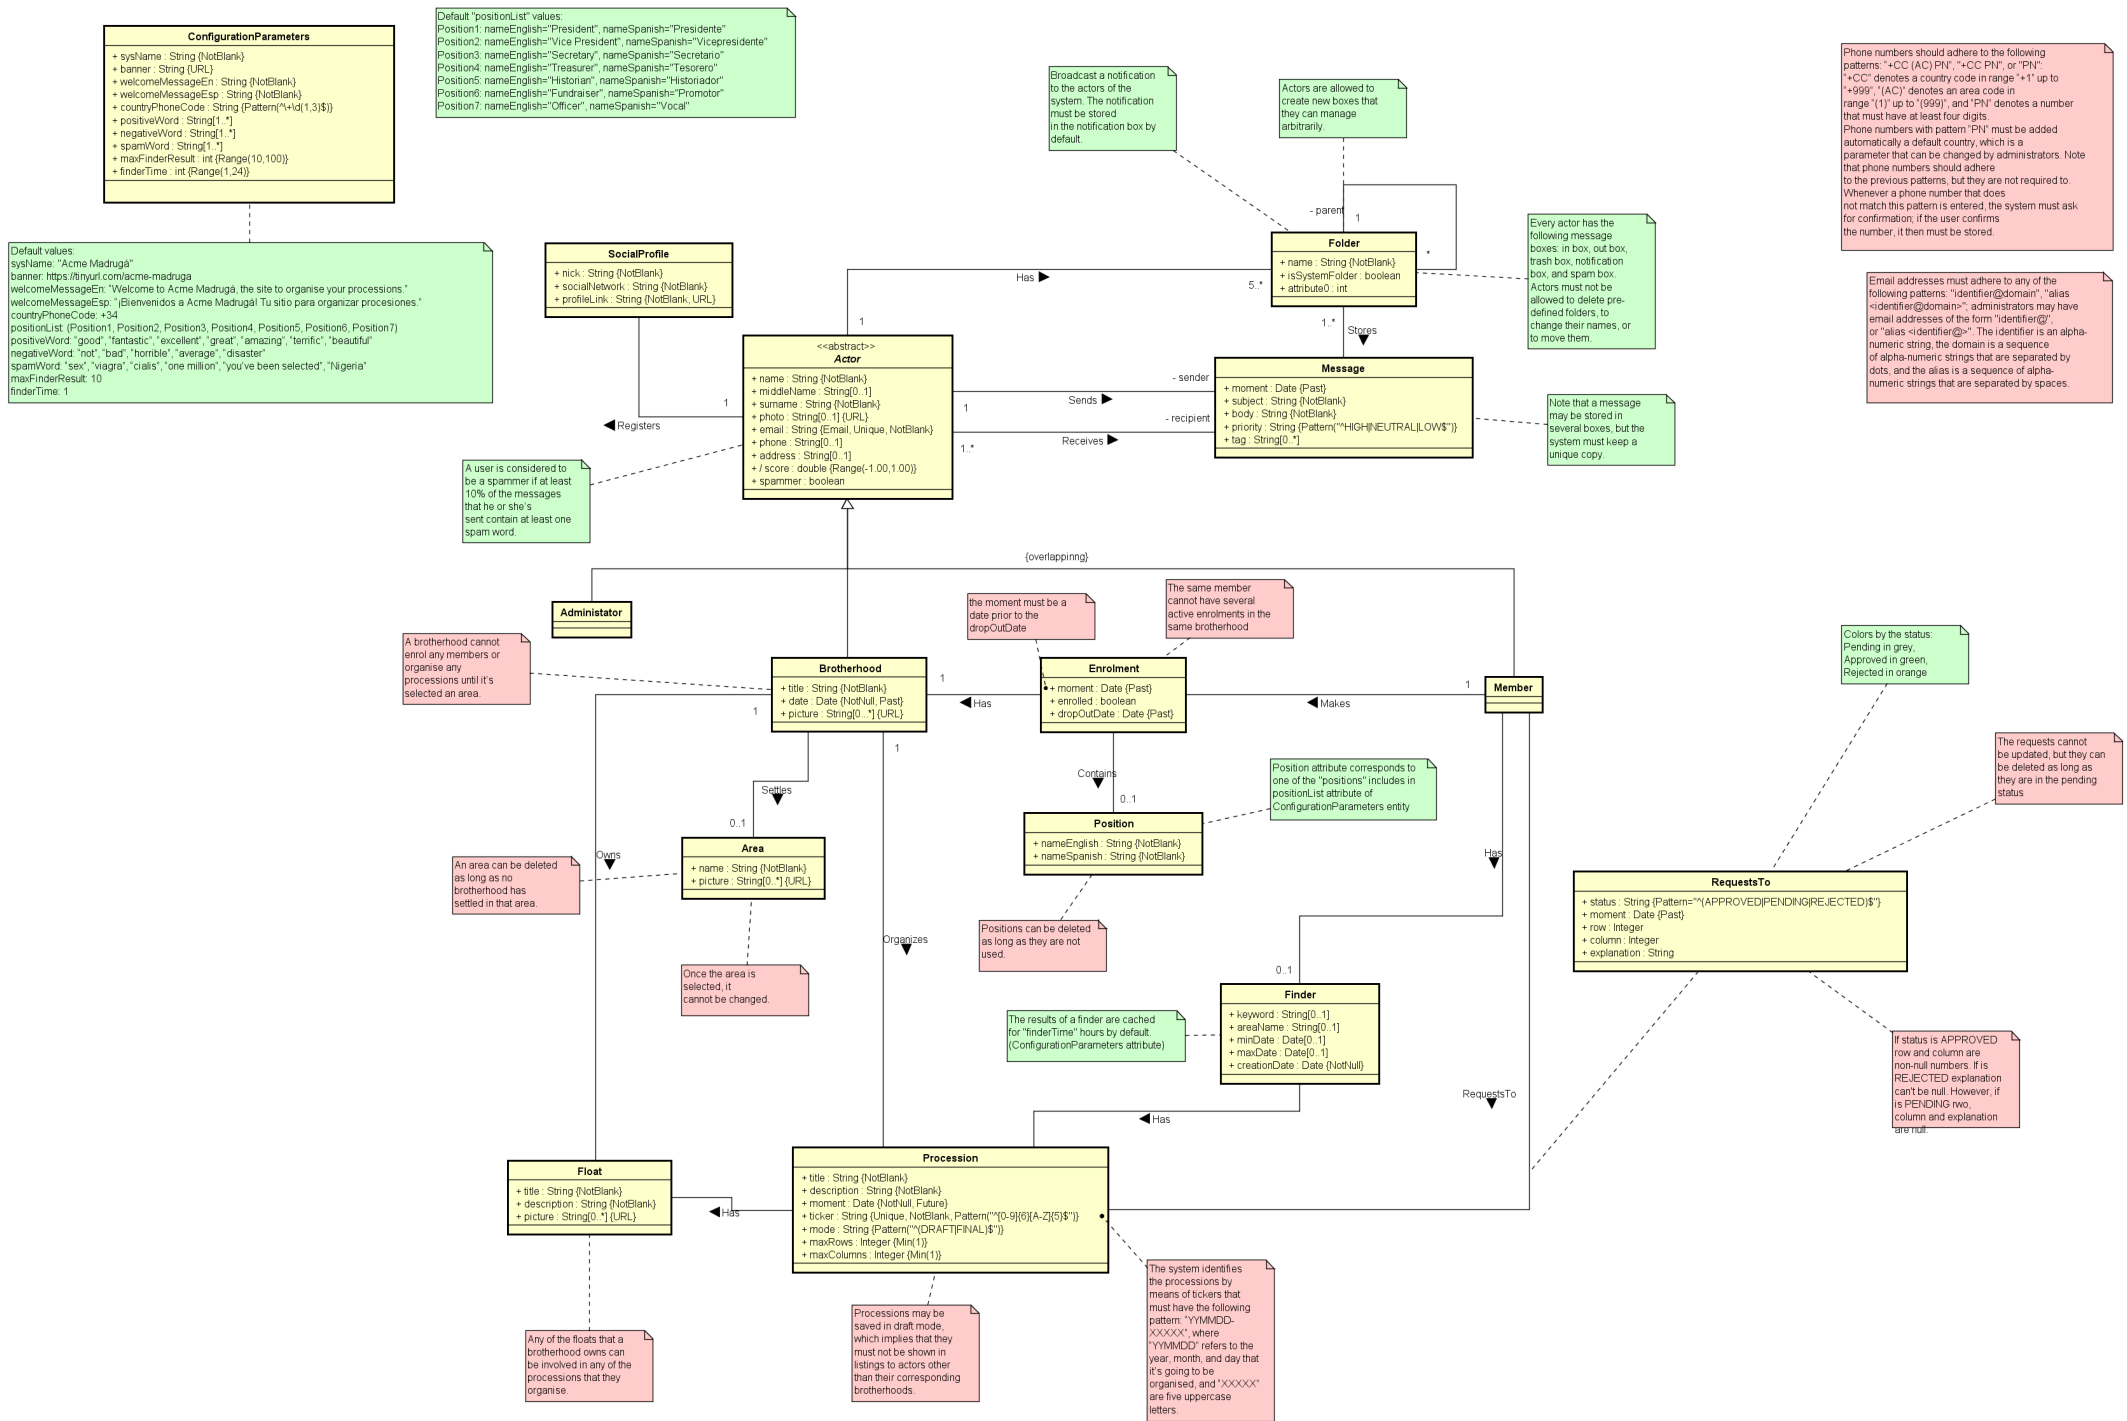 ConfigurationParameters
+ sysName : String {NotBlank}
+ banner : String {URL}
+ welcomeMessageEn : String {NotBlank}
+ welcomeMessageEsp : String {NotBlank}
+ countryPhoneCode : String {Pattern(^\+\d(1,3)$)}
+ positiveWord : String[1..*]
+ negativeWord : String[1..*]
+ spamWord : String[1..*]
+ maxFinderResult : int {Range(10,100)}
+ finderTime : int {Range(1,24)}
Default "positionList" values:
Position1: nameEnglish="President", nameSpanish="Presidente"
Position2: nameEnglish="Vice President", nameSpanish="Vicepresidente"
Position3: nameEnglish="Secretary", nameSpanish="Secretario"
Position4: nameEnglish="Treasurer", nameSpanish="Tesorero"
Position5: nameEnglish="Historian", nameSpanish="Historiador"
Position6: nameEnglish="Fundraiser", nameSpanish="Promotor"
Position7: nameEnglish="Officer", nameSpanish="Vocal"
Broadcast a notification
to the actors of the
system. The notification
must be stored
in the notification box by
default.
Actors are allowed to
create new boxes that
they can manage
arbitrarily.
Phone numbers should adhere to the following
patterns: "+CC (AC) PN", "+CC PN", or "PN":
"+CC" denotes a country code in range "+1" up to
"+999", "(AC)" denotes an area code in
range "(1)" up to "(999)", and "PN" denotes a number
that must have at least four digits.
Phone numbers with pattern "PN" must be added
automatically a default country, which is a
parameter that can be changed by administrators. Note
that phone numbers should adhere
to the previous patterns, but they are not required to.
Whenever a phone number that does
not match this pattern is entered, the system must ask
for confirmation; if the user confirms
the number, it then must be stored.
Default values:
sysName: "Acme Madrugá"
banner: https://tinyurl.com/acme-madruga
welcomeMessageEn: "Welcome to Acme Madrugá, the site to organise your processions."
welcomeMessageEsp: "¡Bienvenidos a Acme Madrugá! Tu sitio para organizar procesiones."
countryPhoneCode: +34
positionList: (Position1, Position2, Position3, Position4, Position5, Position6, Position7)
positiveWord: "good", "fantastic", "excellent", "great", "amazing", "terrific", "beautiful"
negativeWord: "not", "bad", "horrible", "average", "disaster"
spamWord: "sex", "viagra", "cialis", "one million", "you've been selected", "Nigeria"
maxFinderResult: 10
finderTime: 1
SocialProfile
+ nick : String {NotBlank}
+ socialNetwork : String {NotBlank}
+ profileLink : String {NotBlank, URL}
- parent
1
*
Folder
+ name : String {NotBlank}
+ isSystemFolder : boolean
+ attribute0 : int
Has
5..*
1
Every actor has the
following message
boxes: in box, out box,
trash box, notification
box, and spam box.
Actors must not be
allowed to delete pre-
defined folders, to
change their names, or
to move them.
Email addresses must adhere to any of the
following patterns: "identifier@domain", "alias
<identifier@domain>"; administrators may have
email addresses of the form "identifier@",
or "alias <identifier@>". The identifier is an alpha-
numeric string, the domain is a sequence
of alpha-numeric strings that are separated by
dots, and the alias is a sequence of alpha-
numeric strings that are separated by spaces.
1..*
Stores
<<abstract>>
Actor
+ name : String {NotBlank}
+ middleName : String[0..1]
+ surname : String {NotBlank}
+ photo : String[0..1] {URL}
+ email : String {Email, Unique, NotBlank}
+ phone : String[0..1]
+ address : String[0..1]
+ / score : double {Range(-1.00,1.00)}
+ spammer : boolean
1
Registers
- sender
1
Sends
- recipient
1..*
Receives
Message
+ moment : Date {Past}
+ subject : String {NotBlank}
+ body : String {NotBlank}
+ priority : String {Pattern("^HIGH|NEUTRAL|LOW$")}
+ tag : String[0..*]
Note that a message
may be stored in
several boxes, but the
system must keep a
unique copy.
A user is considered to
be a spammer if at least
10% of the messages
that he or she's
sent contain at least one
spam word.
{overlappinng}
Administator
the moment must be a
date prior to the
dropOutDate
The same member
cannot have several
active enrolments in the
same brotherhood
A brotherhood cannot
enrol any members or
organise any
processions until it's
selected an area.
Brotherhood
+ title : String {NotBlank}
+ date : Date {NotNull, Past}
+ picture : String[0...*] {URL}
1
1
1
Has
Enrolment
+ moment : Date {Past}
+ enrolled : boolean
+ dropOutDate : Date {Past}
1
Makes
Member
Colors by the status:
Pending in grey,
Approved in green,
Rejected in orange
The requests cannot
be updated, but they can
be deleted as long as
they are in the pending
status
Settles
0..1
Contains
0..1
Position attribute corresponds to
one of the "positions" includes in
positionList attribute of
ConfigurationParameters entity
Position
+ nameEnglish : String {NotBlank}
+ nameSpanish : String {NotBlank}
Area
+ name : String {NotBlank}
+ picture : String[0..*] {URL}
Owns
An area can be deleted
as long as no
brotherhood has
settled in that area.
Has
RequestsTo
+ status : String {Pattern="^(APPROVED|PENDING|REJECTED)$"}
+ moment : Date {Past}
+ row : Integer
+ column : Integer
+ explanation : String
Positions can be deleted
as long as they are not
used.
Organizes
Once the area is
selected, it
cannot be changed.
0..1
Finder
+ keyword : String[0..1]
+ areaName : String[0..1]
+ minDate : Date[0..1]
+ maxDate : Date[0..1]
+ creationDate : Date {NotNull}
The results of a finder are cached
for "finderTime" hours by default.
(ConfigurationParameters attribute)
If status is APPROVED
row and column are
non-null numbers. If is
REJECTED explanation
can't be null. However, if
is PENDING rwo,
column and explanation
are null.
RequestsTo
Has
Float
+ title : String {NotBlank}
+ description : String {NotBlank}
+ picture : String[0..*] {URL}
Has
Procession
+ title : String {NotBlank}
+ description : String {NotBlank}
+ moment : Date {NotNull, Future}
+ ticker : String {Unique, NotBlank, Pattern("^[0-9]{6}[A-Z]{5}$")}
+ mode : String {Pattern("^(DRAFT|FINAL)$")}
+ maxRows : Integer {Min(1)}
+ maxColumns : Integer {Min(1)}
Any of the floats that a
brotherhood owns can
be involved in any of the
processions that they
organise.
Processions may be
saved in draft mode,
which implies that they
must not be shown in
listings to actors other
than their corresponding
brotherhoods.
The system identifies
the processions by
means of tickers that
must have the following
pattern: "YYMMDD-
XXXXX", where
"YYMMDD" refers to the
year, month, and day that
it's going to be
organised, and "XXXXX"
are five uppercase
letters.